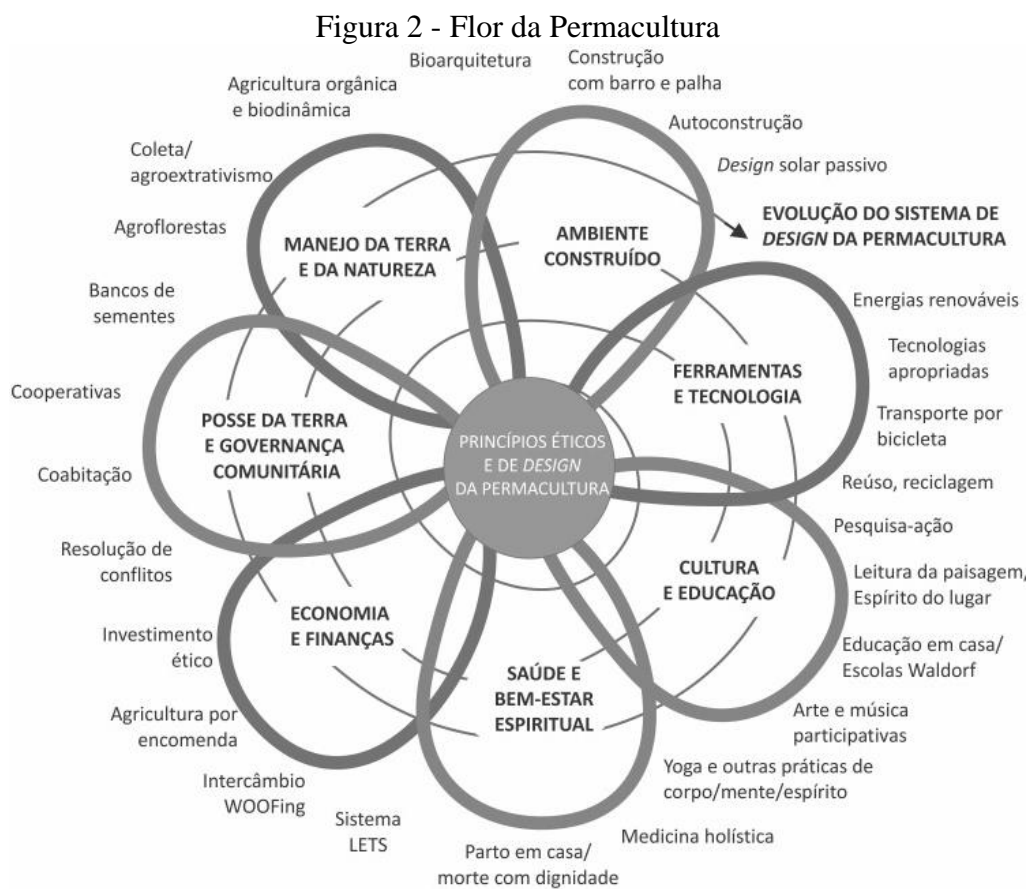 Figura 2 - Flor da Permacultura
Bioarquitetura
Construção
com barro e palha
Agricultura orgânica
e biodinâmica
Autoconstrução
Coleta/
agroextrativismo
Design solar passivo
Agroflorestas
EVOLUÇÃO DO SISTEMA DE
DESIGN DA PERMACULTURA
MANEJO DA TERRA
E DA NATUREZA
AMBIENTE
CONSTRUÍDO
Bancos de
sementes
Energias renováveis
Tecnologias
apropriadas
FERRAMENTAS
E TECNOLOGIA
Cooperativas
POSSE DA TERRA
E GOVERNANÇA
COMUNITÁRIA
Transporte por
bicicleta
PRINCÍPIOS ÉTICOS
E DE DESIGN
DA PERMACULTURA
Coabitação
Reúso, reciclagem
Pesquisa-ação
Resolução de
conflitos
CULTURA
E EDUCAÇÃO
Leitura da paisagem,
Espírito do lugar
ECONOMIA
E FINANÇAS
Investimento
ético
Educação em casa/
Escolas Waldorf
SAÚDE E
BEM-ESTAR
ESPIRITUAL
Agricultura por
encomenda
Arte e música
participativas
Intercâmbio
WOOFing
Yoga e outras práticas de
corpo/mente/espírito
Sistema
LETS
Medicina holística
Parto em casa/
morte com dignidade